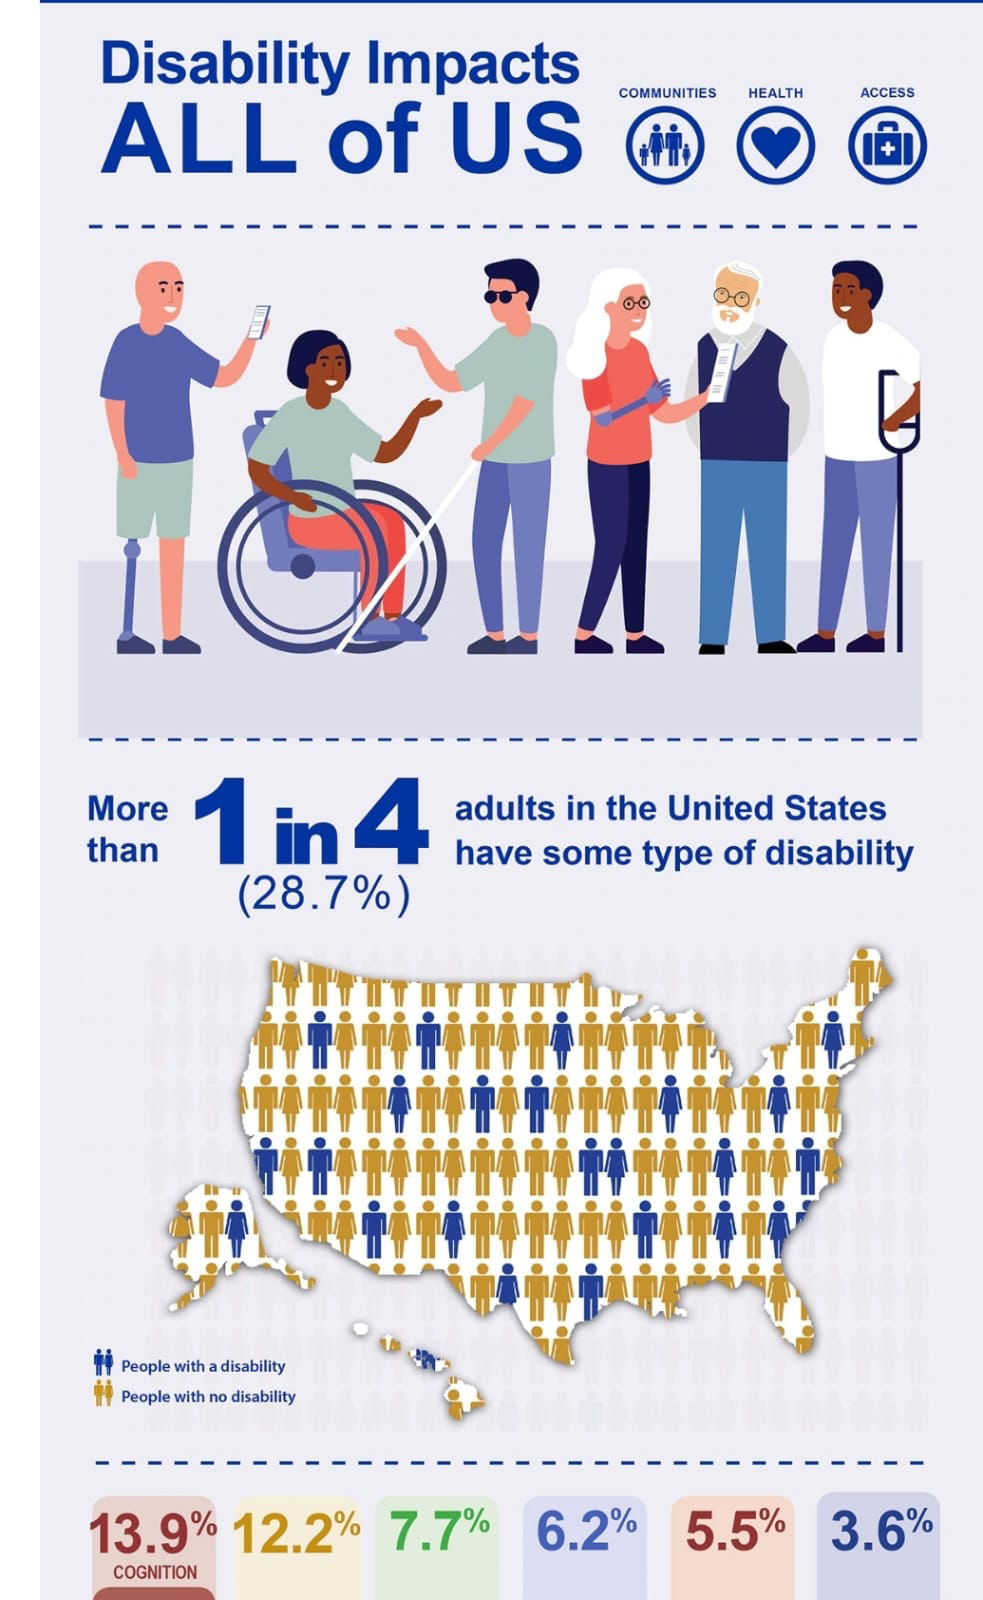 Disability Impacts
ALL of US
COMMUNITIES HEALTH ACCESS
More than 1 in 4 adults in the United States have some type of disability
(28.7%)
People with a disability
People with no disability
13.9% 12.2% 7.7% 6.2% 5.5% 3.6%
COGNITION